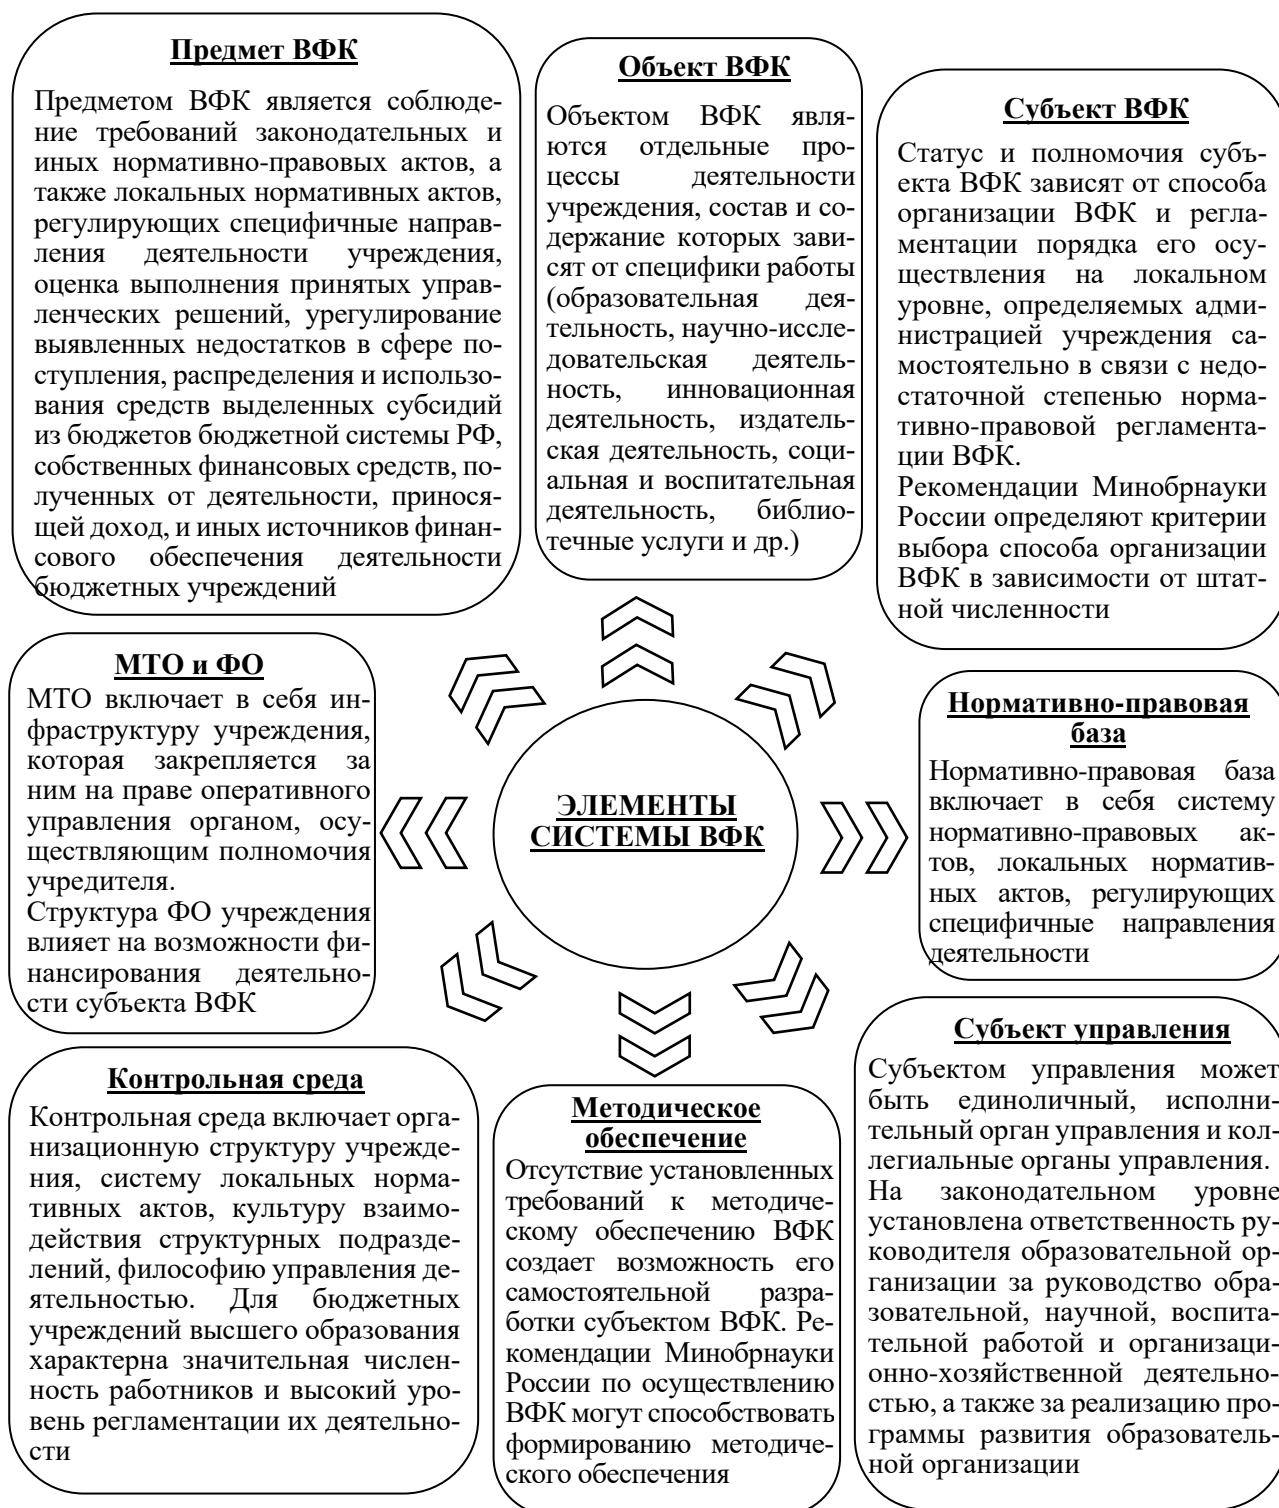 Предмет ВФК
Предметом ВФК является соблюде-
ние требований законодательных и
иных нормативно-правовых актов, а
также локальных нормативных актов,
регулирующих специфичные направ-
ления деятельности учреждения,
оценка выполнения принятых управ-
ленческих решений, урегулирование
выявленных недостатков в сфере по-
ступления, распределения и использо-
вания средств выделенных субсидий
из бюджетов бюджетной системы РФ,
собственных финансовых средств, по-
лученных от деятельности, принося-
щей доход, и иных источников финан-
сового обеспечения деятельности
бюджетных учреждений
Объект ВФК
Объектом ВФК явля-
ются отдельные про-
цессы деятельности
учреждения, состав и со-
держание которых зави-
сят от специфики работы
(образовательная дея-
тельность, научно-иссле-
довательская деятель-
ность, инновационная
деятельность, издатель-
ская деятельность, соци-
альная и воспитательная
деятельность, библио-
течные услуги и др.)
Субъект ВФК
Статус и полномочия субъ-
екта ВФК зависят от способа
организации ВФК и регла-
ментации порядка его осу-
ществления на локальном
уровне, определяемых адми-
нистрацией учреждения са-
мостоятельно в связи с недо-
статочной степенью норма-
тивно-правовой регламента-
ции ВФК.
Рекомендации Минобрнауки
России определяют критерии
выбора способа организации
ВФК в зависимости от штат-
ной численности
МТО и ФО
МТО включает в себя ин-
фраструктуру учреждения,
которая закрепляется за
ним на праве оперативного
управления органом, осу-
ществляющим полномочия
учредителя.
Структура ФО учреждения
влияет на возможности фи-
нансирования деятельно-
сти субъекта ВФК
ЭЛЕМЕНТЫ
СИСТЕМЫ ВФК
Нормативно-правовая
база
Нормативно-правовая база
включает в себя систему
нормативно-правовых ак-
тов, локальных норматив-
ных актов, регулирующих
специфичные направления
деятельности
Контрольная среда
Контрольная среда включает орга-
низационную структуру учрежде-
ния, систему локальных норма-
тивных актов, культуру взаимо-
действия структурных подразде-
лений, философию управления де-
ятельностью. Для бюджетных
учреждений высшего образования
характерна значительная числен-
ность работников и высокий уро-
вень регламентации их деятельно-
сти
Методическое
обеспечение
Отсутствие установленных
требований к методиче-
скому обеспечению ВФК
создает возможность его
самостоятельной разра-
ботки субъектом ВФК. Ре-
комендации Минобрнауки
России по осуществлению
ВФК могут способствовать
формированию методиче-
ского обеспечения
Субъект управления
Субъектом управления может
быть единоличный, исполни-
тельный орган управления и кол-
легиальные органы управления.
На законодательном уровне
установлена ответственность ру-
ководителя образовательной ор-
ганизации за руководство обра-
зовательной, научной, воспита-
тельной работой и организаци-
онно-хозяйственной деятельно-
стью, а также за реализацию про-
граммы развития образователь-
ной организации